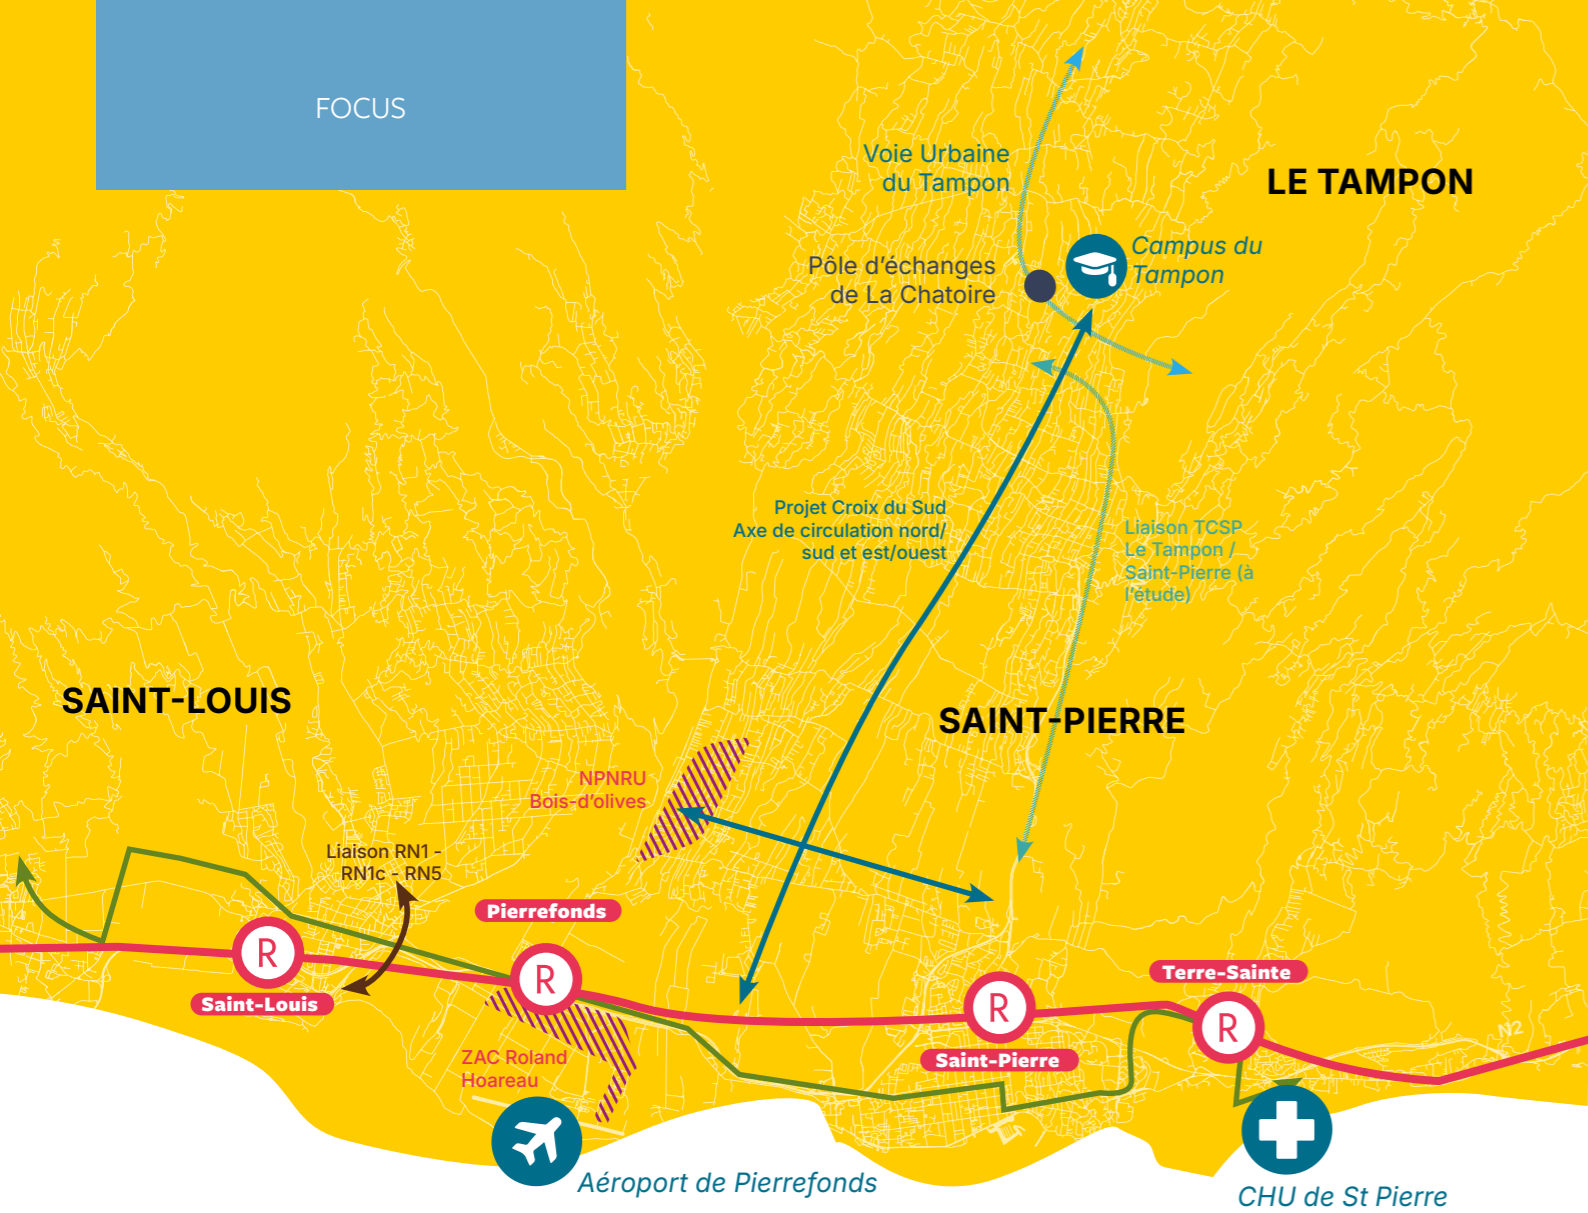 FOCUS
Voie Urbaine
du Tampon
LE TAMPON
Campus du
Tampon
Pôle d'échanges
de La Chatoire
Projet Croix du Sud
Axe de circulation nord/
sud et est/ouest
Liaison TCSP
Le Tampon /
Saint-Pierre (à
l'étude)
SAINT-LOUIS
SAINT-PIERRE
NPNRU
Bois-d'olives
Liaison RN1 -
RN1c - RN5
Pierrefonds
R
R
Saint-Louis
Terre-Sainte
R
R
Saint-Pierre
N2
ZAC Roland
Hoareau
Aéroport de Pierrefonds
CHU de St Pierre